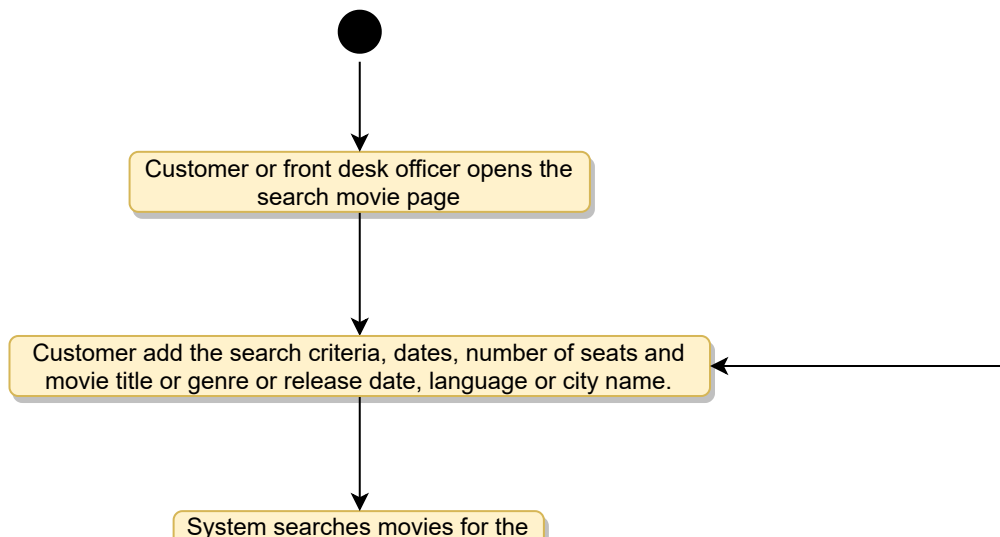 Customer or front desk officer opens the
search movie page
Customer add the search criteria, dates, number of seats and
movie title or genre or release date, language or city name.
System searches movies for the